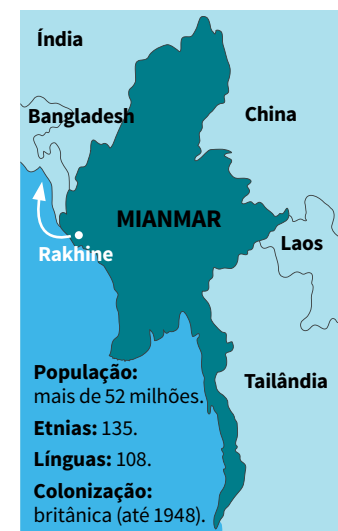 Índia
Bangladesh
China
MIANMAR
Rakhine
Laos
Tailândia
População:
mais de 52 milhões.
Etnias: 135.
Línguas: 108.
Colonização:
britânica (até 1948).